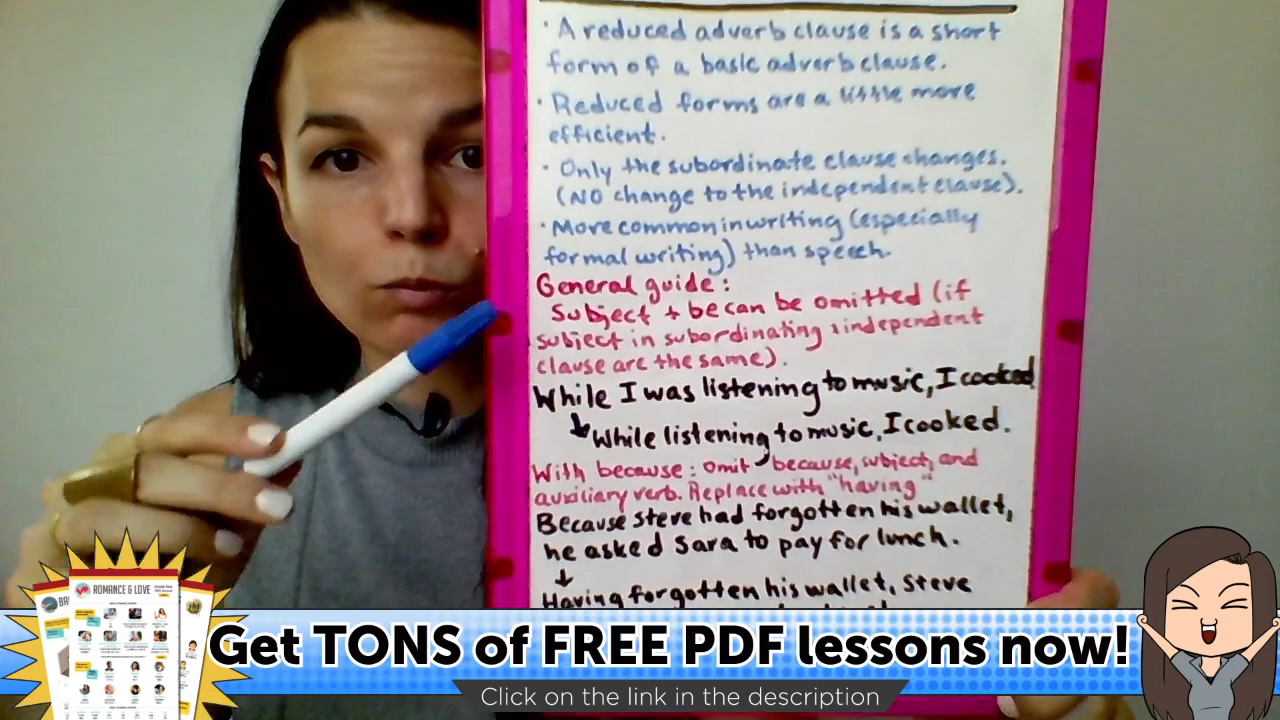 · A reduced adverb clause is a short
form of a basic adverb clause.
· Reduced forms are a little more
efficient.
· Only the subordinate clause changes.
(NO change to the independent clause).
· More common in writing (especially
formal writing) than speech.
General guide:
Subject + be can be omitted (if
subject in subordinating + independent
clause are the same).
While I was listening to music, I cooked
While listening to music, I cooked.
With because: omit because, subject, and
auxiliary verb. Replace with "having"
Because Steve had forgotten his wallet,
he asked Sara to pay for lunch.
Having forgotten his wallet, Steve
ROMANCE & LOVE
Get TONS of FREE PDF lessons now!
Click on the link in the description